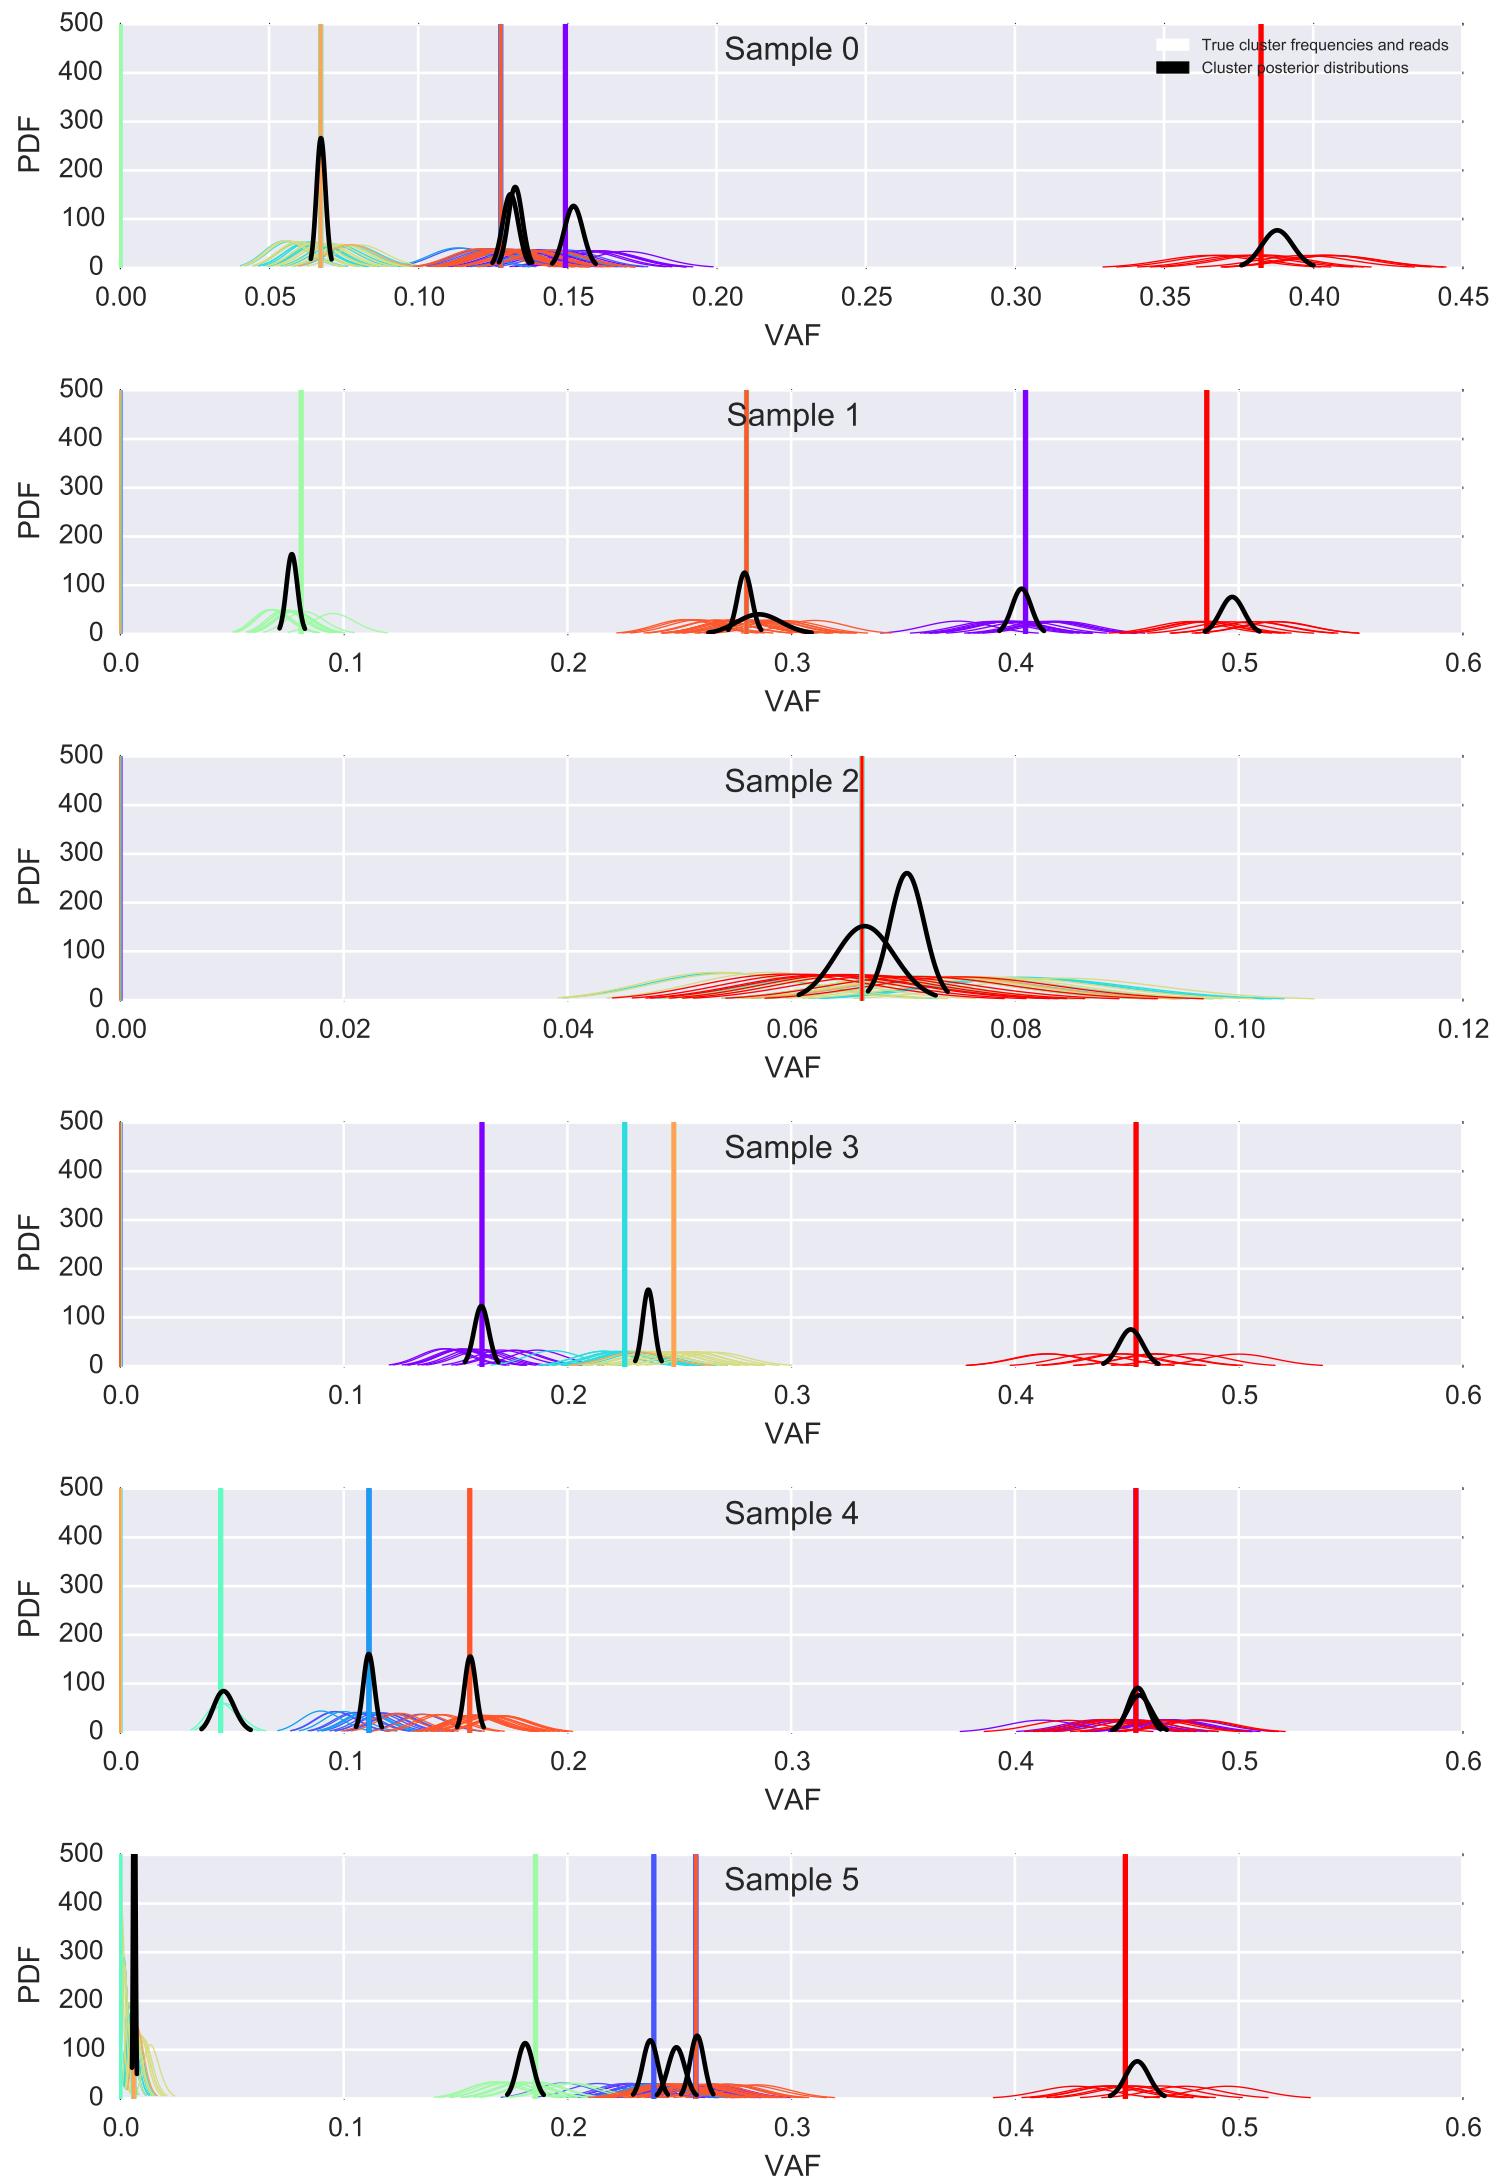 500
400
300
200
100
0
PDF
Sample 0
True cluster frequencies and reads
Cluster posterior distributions
0.00 0.05 0.10 0.15 0.20 0.25 0.30 0.35 0.40 0.45
VAF
500
400
300
200
100
0
PDF
Sample 1
0.0 0.1 0.2 0.3 0.4 0.5 0.6
VAF
500
400
300
200
100
0
PDF
Sample 2
0.00 0.02 0.04 0.06 0.08 0.10 0.12
VAF
500
400
300
200
100
0
PDF
Sample 3
0.0 0.1 0.2 0.3 0.4 0.5 0.6
VAF
500
400
300
200
100
0
PDF
Sample 4
0.0 0.1 0.2 0.3 0.4 0.5 0.6
VAF
500
400
300
200
100
0
PDF
Sample 5
0.0 0.1 0.2 0.3 0.4 0.5 0.6
VAF